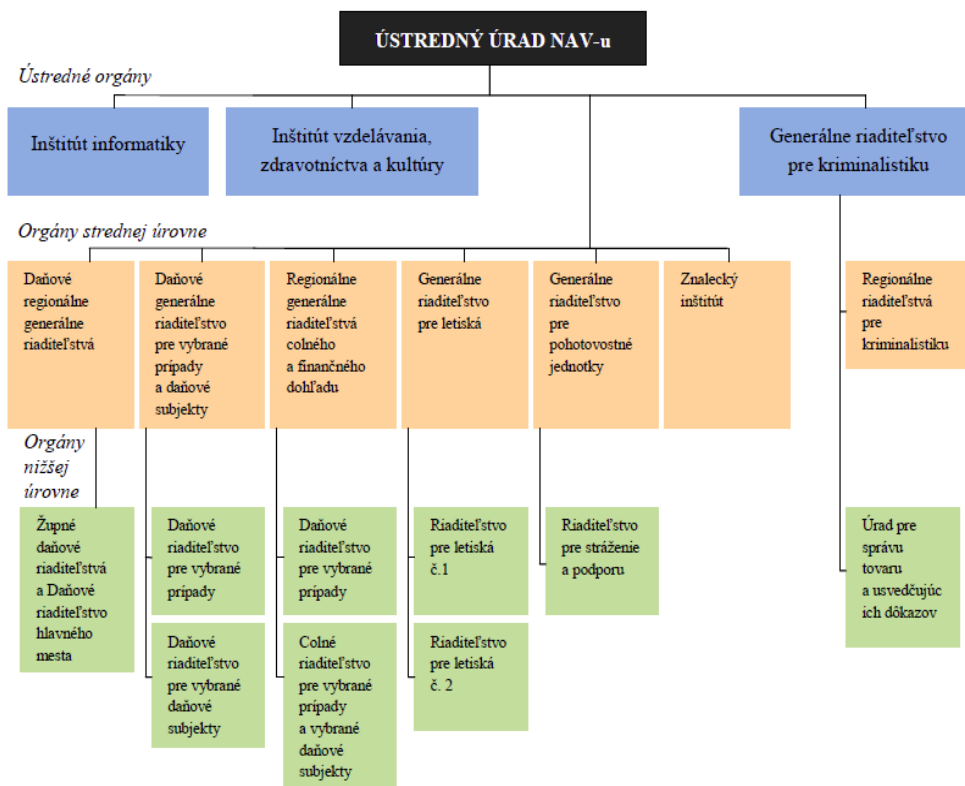 ÚSTREDNÝ ÚRAD NAV-u
Ústredné orgány
Inštitút informatiky
Inštitút vzdelávania,
zdravotníctva a kultúry
Generálne riaditeľstvo
pre kriminalistiku
Orgány strednej úrovne
Daňové
regionálne
generálne
riaditeľstvá
Daňové
generálne
riaditeľstvo
pre vybrané
prípady
a daňové
subjekty
Regionálne
generálne
riaditeľstvá
colného
a finančného
dohľadu
Generálne
riaditeľstvo
pre letiská
Generálne
riaditeľstvo
pre
pohotovostné
jednotky
Znalecký
inštitút
Regionálne
riaditeľstvá
pre
kriminalistiku
Orgány
nižšej
úrovne
Župné
daňové
riaditeľstvá
a Daňové
riaditeľstvo
hlavného
mesta
Daňové
riaditeľstvo
pre vybrané
prípady
Daňové
riaditeľstvo
pre vybrané
prípady
Riaditeľstvo
pre letiská
č.1
Riaditeľstvo
pre stráženie
a podporu
Úrad pre
správu
tovaru
a usvedčujúc
ich dôkazov
Daňové
riaditeľstvo
pre vybrané
daňové
subjekty
Colné
riaditeľstvo
pre vybrané
prípady
a vybrané
daňové
subjekty
Riaditeľstvo
pre letiská
č. 2